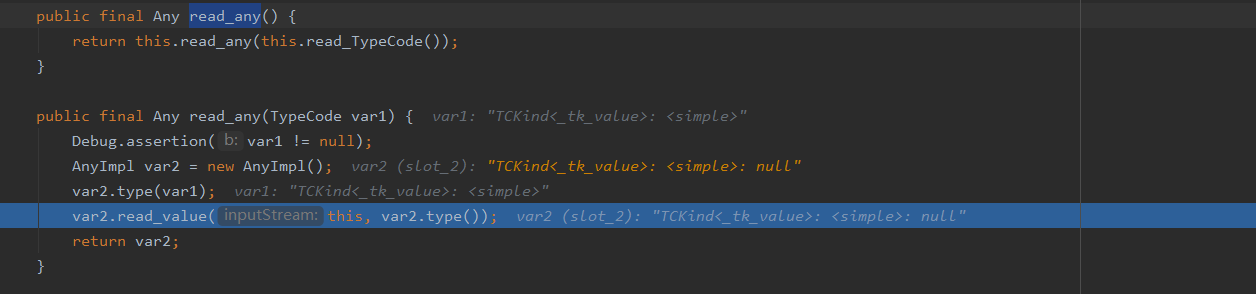 public final Any read_any() {
return this.read_any(this.read_TypeCode());
}
public final Any read_any(TypeCode var1) { var1: "TCKind<_tk_value>: <simple>"
Debug.assertion( b: var1 != null);
AnyImpl var2 = new AnyImpl(); var2 (slot_2): "TCKind<_tk_value>: <simple>: null"
var2.type(var1); var1: "TCKind<_tk_value>: <simple>"
var2.read_value( inputStream: this, var2.type()); var2 (slot_2): "TCKind<_tk_value>: <simple>: null"
return var2;
}